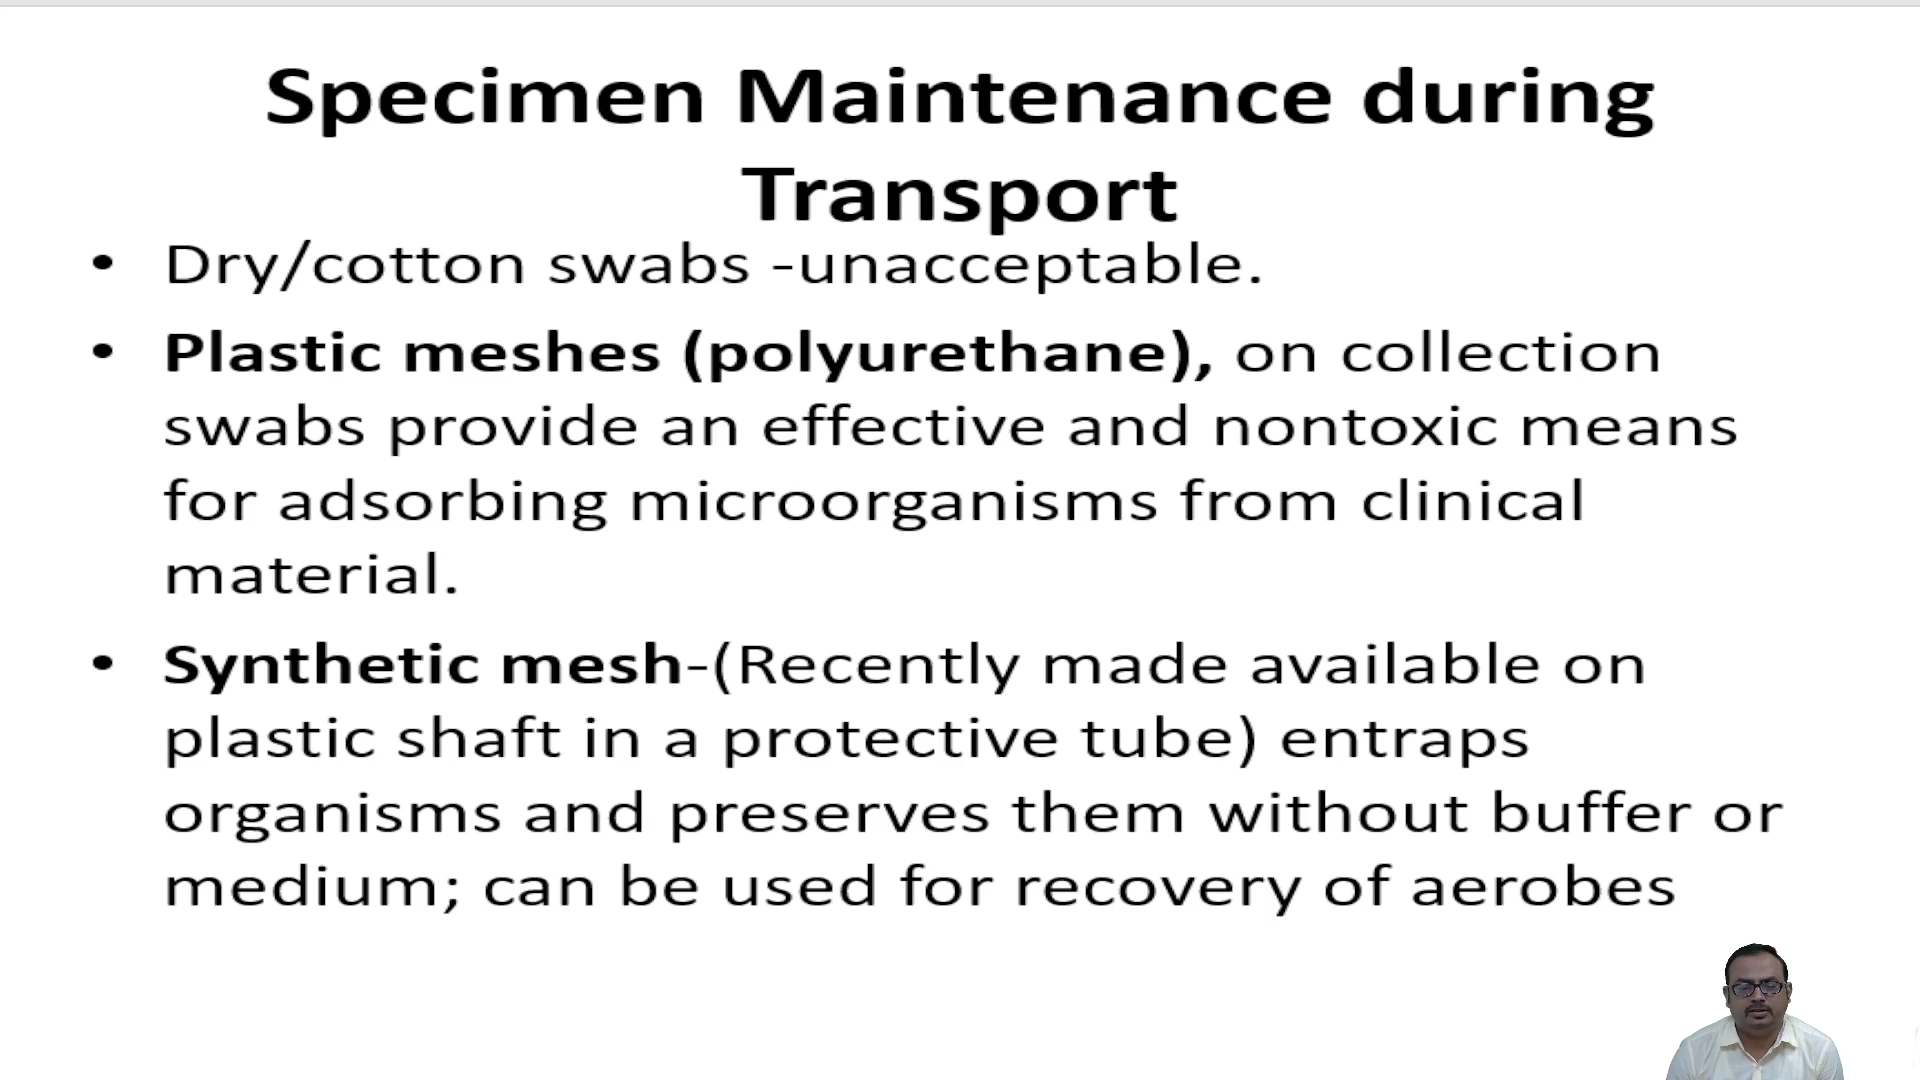 Specimen Maintenance during
Transport
• Dry/cotton swabs -unacceptable.
• Plastic meshes (polyurethane), on collection
swabs provide an effective and nontoxic means
for adsorbing microorganisms from clinical
material.
• Synthetic mesh-(Recently made available on
plastic shaft in a protective tube) entraps
organisms and preserves them without buffer or
medium; can be used for recovery of aerobes